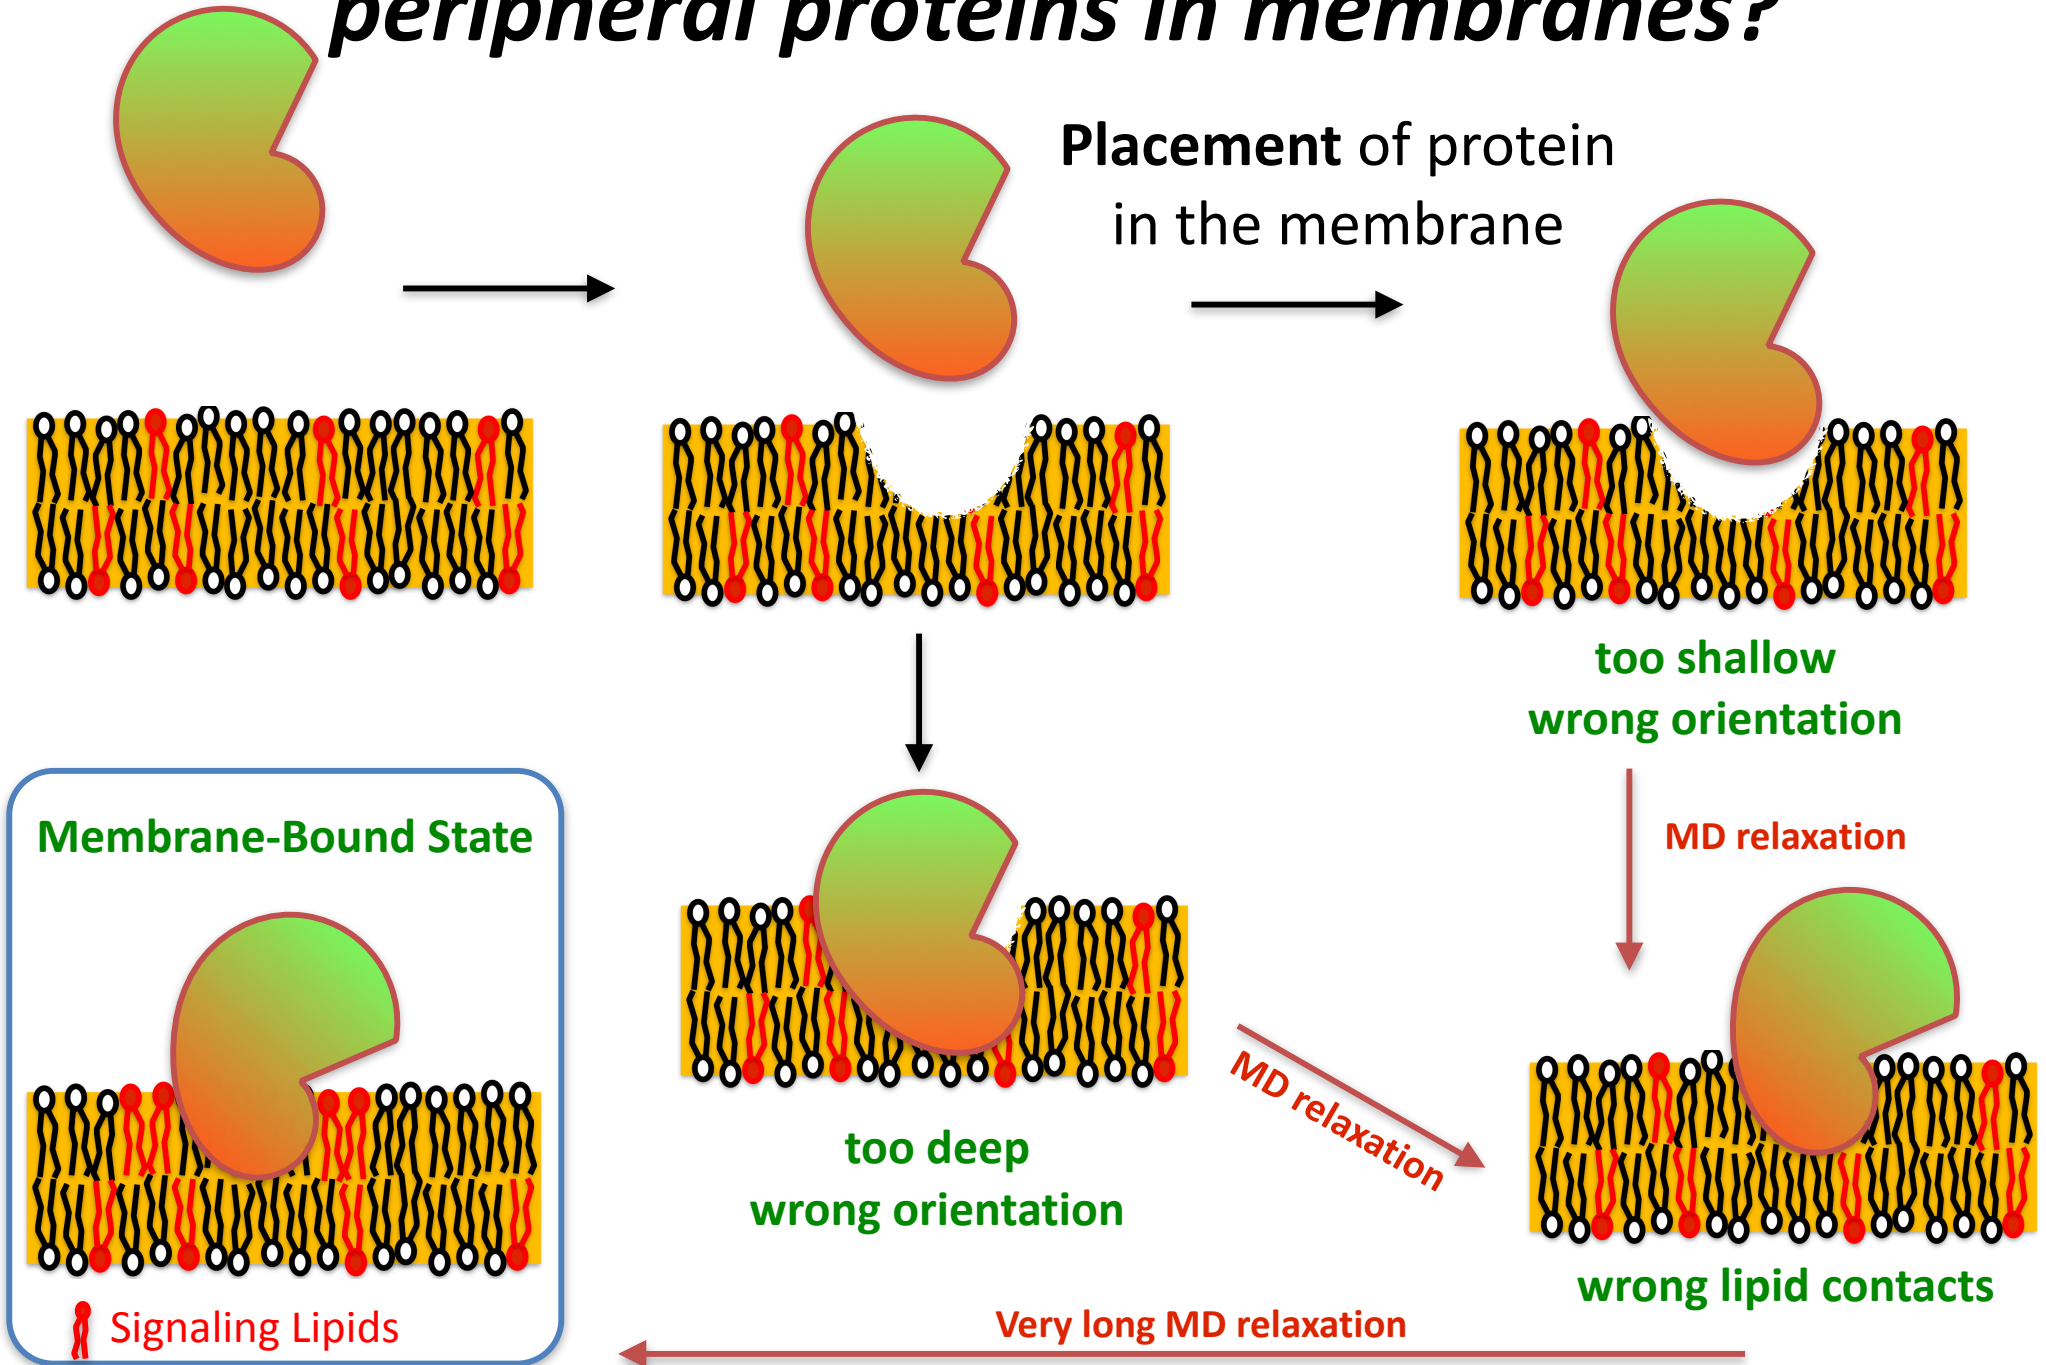 peripheral proteins in membranes?
Placement of protein
in the membrane
too shallow
wrong orientation
MD relaxation
Membrane-Bound State
MD relaxation
too deep
wrong orientation
wrong lipid contacts
Signaling Lipids
Very long MD relaxation